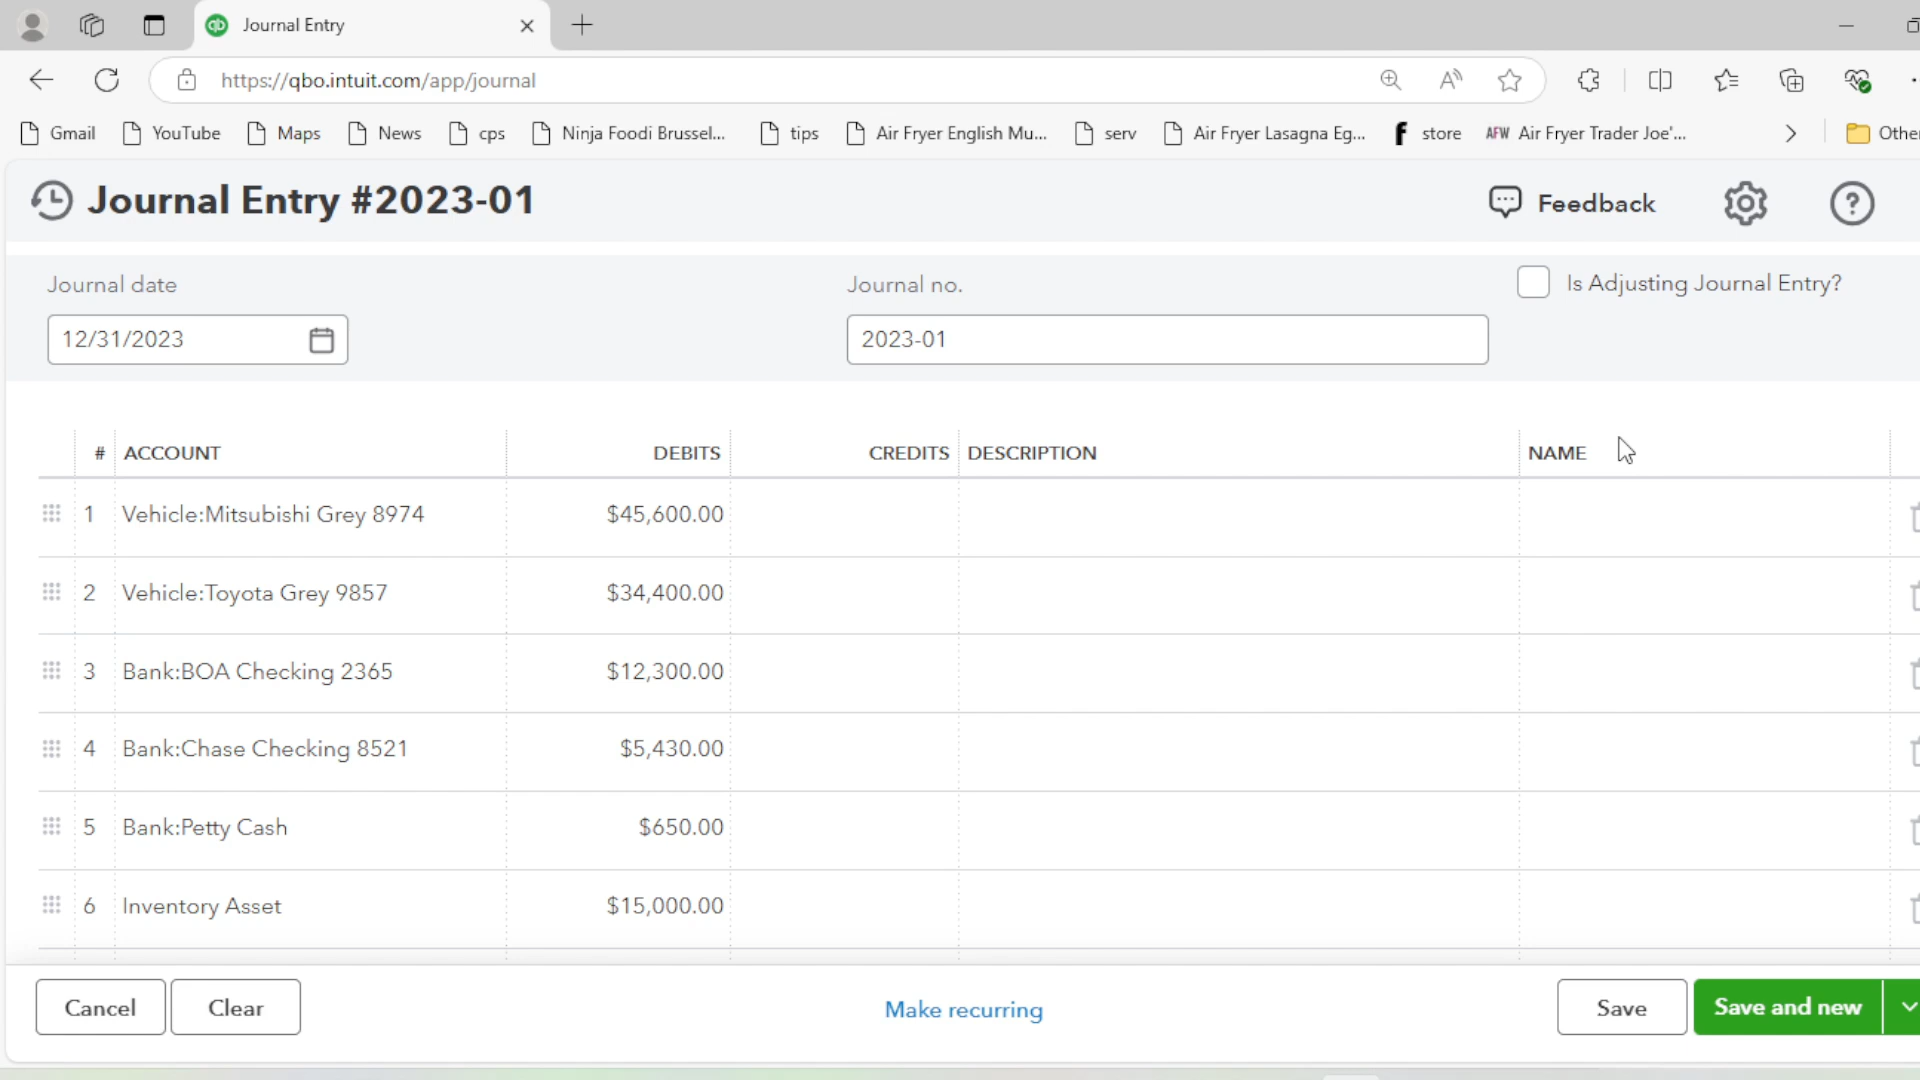 Journal Entry
https://qbo.intuit.com/app/journal
Gmail YouTube Maps News cps Ninja Foodi Brussel... tips Air Fryer English Mu... serv Air Fryer Lasagna Eg... store AFW Air Fryer Trader Joe'...
Journal Entry #2023-01 Feedback
Journal date Journal no. Is Adjusting Journal Entry?
12/31/2023 2023-01
# ACCOUNT DEBITS CREDITS DESCRIPTION NAME
1 Vehicle:Mitsubishi Grey 8974 $45,600.00
2 Vehicle:Toyota Grey 9857 $34,400.00
3 Bank:BOA Checking 2365 $12,300.00
4 Bank:Chase Checking 8521 $5,430.00
5 Bank:Petty Cash $650.00
6 Inventory Asset $15,000.00
Cancel Clear Make recurring Save Save and new